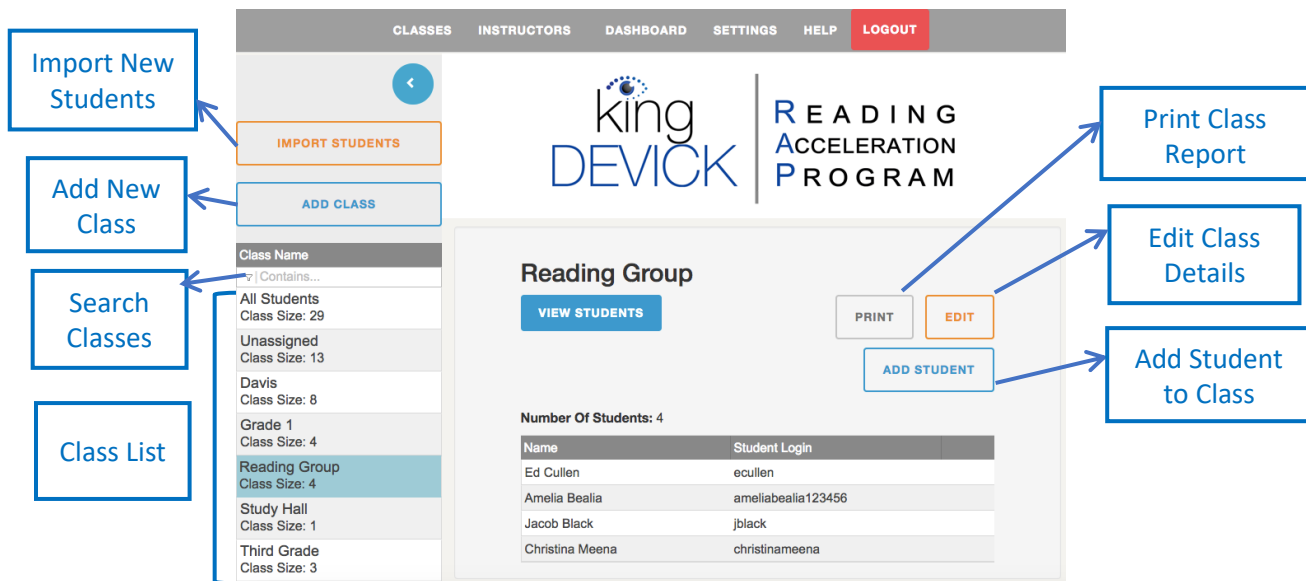 CLASSES INSTRUCTORS DASHBOARD SETTINGS HELP LOGOUT
Import New
Students
Add New
Class
Search
Classes
Class List
IMPORT STUDENTS
ADD CLASS
Class Name
Contains...
All Students
Class Size: 29
Unassigned
Class Size: 13
Davis
Class Size: 8
Grade 1
Class Size: 4
Reading Group
Class Size: 4
Study Hall
Class Size: 1
Third Grade
Class Size: 3
king
DEVICK
READING
ACCELERATION
PROGRAM
Reading Group
VIEW STUDENTS
PRINT EDIT
ADD STUDENT
Number Of Students: 4
Name Student Login
Ed Cullen ecullen
Amelia Bealia ameliabealia123456
Jacob Black jblack
Christina Meena christinameena
Print Class
Report
Edit Class
Details
Add Student
to Class